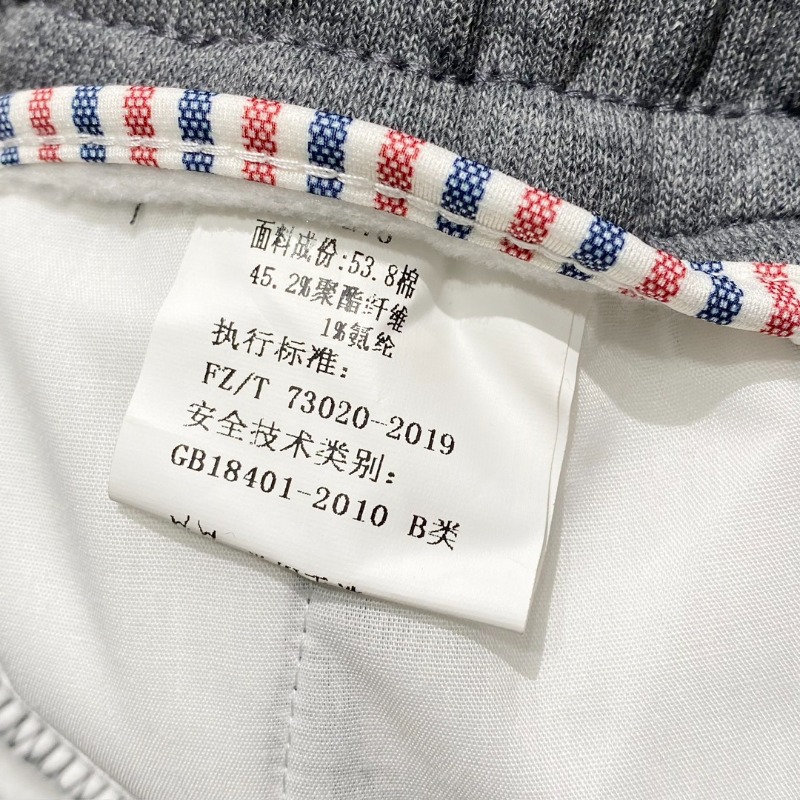 面料成份:53.8棉
45.2%聚酯纤维
1%氨纶
执行标准:
FZ/T 73020-2019
安全技术类别:
GB18401-2010 B类